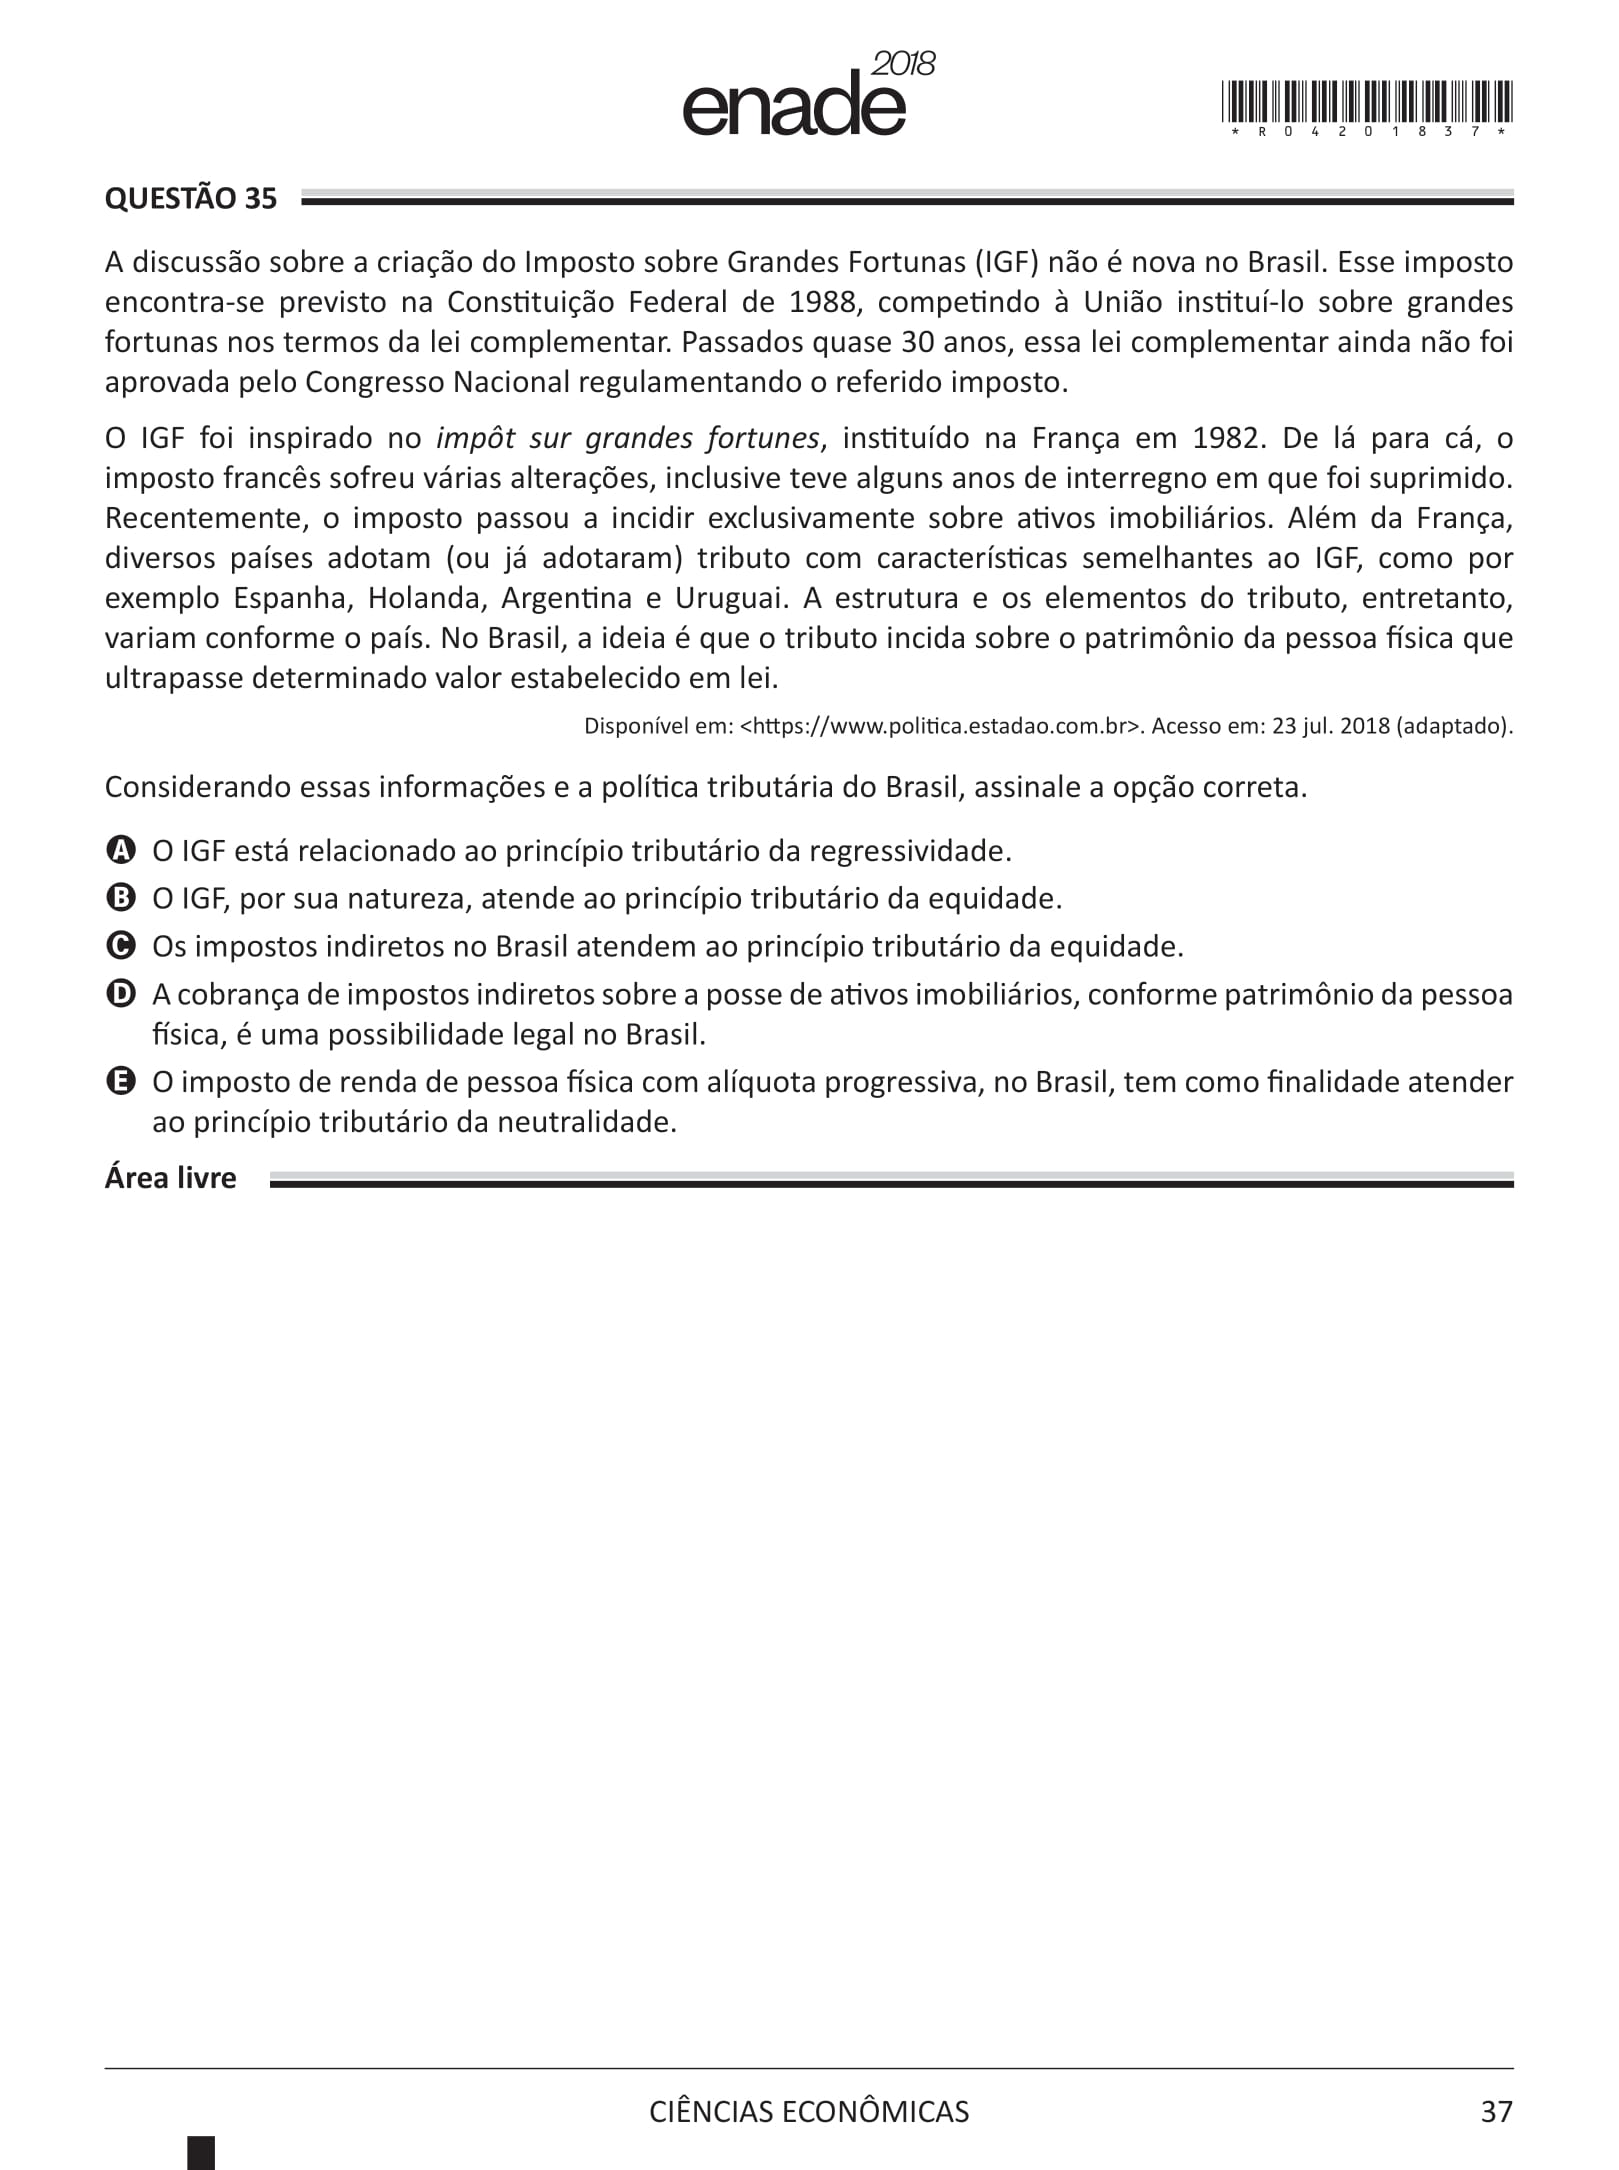 enade 2018
*R04201837*
QUESTÃO 35
A discussão sobre a criação do Imposto sobre Grandes Fortunas (IGF) não é nova no Brasil. Esse imposto
encontra-se previsto na Constituição Federal de 1988, competindo à União instituí-lo sobre grandes
fortunas nos termos da lei complementar. Passados quase 30 anos, essa lei complementar ainda não foi
aprovada pelo Congresso Nacional regulamentando o referido imposto.
O IGF foi inspirado no impôt sur grandes fortunes, instituído na França em 1982. De lá para cá, o
imposto francês sofreu várias alterações, inclusive teve alguns anos de interregno em que foi suprimido.
Recentemente, o imposto passou a incidir exclusivamente sobre ativos imobiliários. Além da França,
diversos países adotam (ou já adotaram) tributo com características semelhantes ao IGF, como por
exemplo Espanha, Holanda, Argentina e Uruguai. A estrutura e os elementos do tributo, entretanto,
variam conforme o país. No Brasil, a ideia é que o tributo incida sobre o patrimônio da pessoa física que
ultrapasse determinado valor estabelecido em lei.
Disponível em: <https://www.politica.estadao.com.br>. Acesso em: 23 jul. 2018 (adaptado).
Considerando essas informações e a política tributária do Brasil, assinale a opção correta.
A O IGF está relacionado ao princípio tributário da regressividade.
B O IGF, por sua natureza, atende ao princípio tributário da equidade.
C Os impostos indiretos no Brasil atendem ao princípio tributário da equidade.
D A cobrança de impostos indiretos sobre a posse de ativos imobiliários, conforme patrimônio da pessoa
física, é uma possibilidade legal no Brasil.
E O imposto de renda de pessoa física com alíquota progressiva, no Brasil, tem como finalidade atender
ao princípio tributário da neutralidade.
Área livre
CIÊNCIAS ECONÔMICAS
37